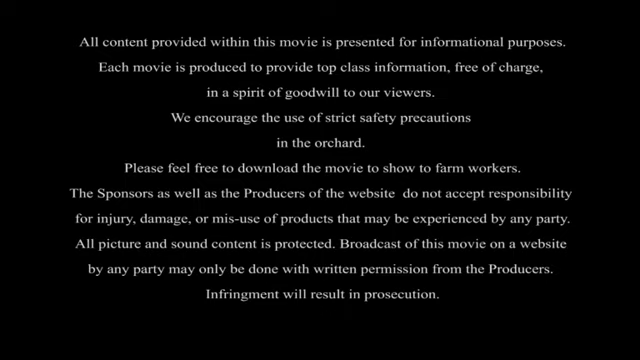 All content provided within this movie is presented for informational purposes.
Each movie is produced to provide top class information, free of charge,
in a spirit of goodwill to our viewers.
We encourage the use of strict safety precautions
in the orchard.
Please feel free to download the movie to show to farm workers.
The Sponsors as well as the Producers of the website do not accept responsibility
for injury, damage, or mis-use of products that may be experienced by any party.
All picture and sound content is protected. Broadcast of this movie on a website
by any party may only be done with written permission from the Producers.
Infringment will result in prosecution.